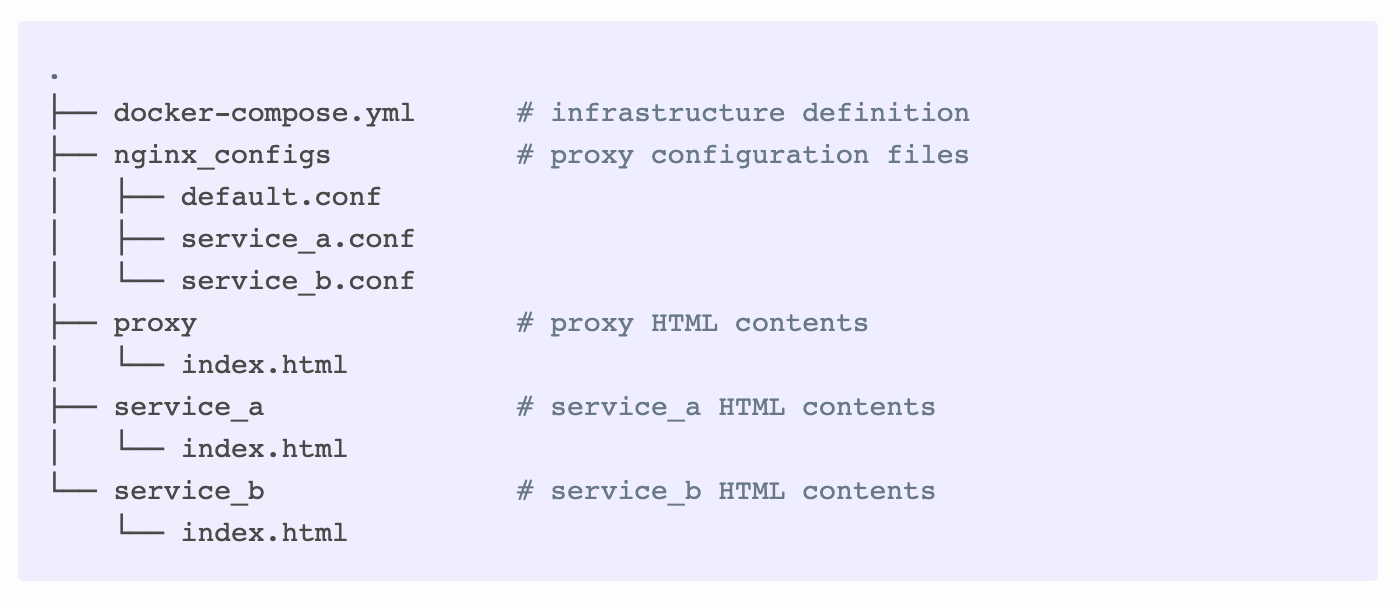 .
├── docker-compose.yml      # infrastructure definition
├── nginx_configs           # proxy configuration files
│   ├── default.conf
│   ├── service_a.conf
│   └── service_b.conf
├── proxy                   # proxy HTML contents
│   └── index.html
├── service_a               # service_a HTML contents
│   └── index.html
└── service_b               # service_b HTML contents
    └── index.html